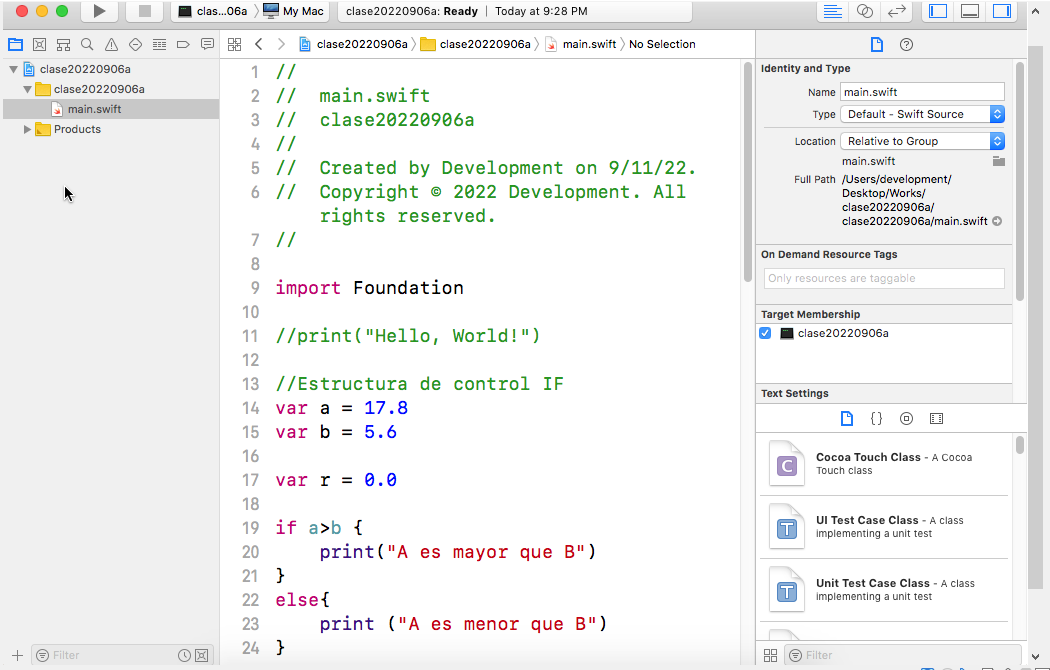 clas...06a
My Mac
clase20220906a: Ready | Today at 9:28 PM
clase20220906a
clase20220906a
main.swift
No Selection
clase20220906a
clase20220906a
main.swift
Products
1 //
2 //  main.swift
3 //  clase20220906a
4 //
5 //  Created by Development on 9/11/22.
6 //  Copyright © 2022 Development. All
rights reserved.
7 //
8
9 import Foundation
10
11 //print("Hello, World!")
12
13 //Estructura de control IF
14 var a = 17.8
15 var b = 5.6
16
17 var r = 0.0
18
19 if a>b {
20     print("A es mayor que B")
21 }
22 else{
23     print ("A es menor que B")
24 }
Filter
Identity and Type
Name main.swift
Type Default - Swift Source
Location Relative to Group
main.swift
Full Path /Users/development/
Desktop/Works/
clase20220906a/
clase20220906a/main.swift
On Demand Resource Tags
Only resources are taggable
Target Membership
clase20220906a
Text Settings
{ }
C
Cocoa Touch Class - A Cocoa
Touch class
T
UI Test Case Class - A class
implementing a unit test
T
Unit Test Case Class - A class
implementing a unit test
Filter